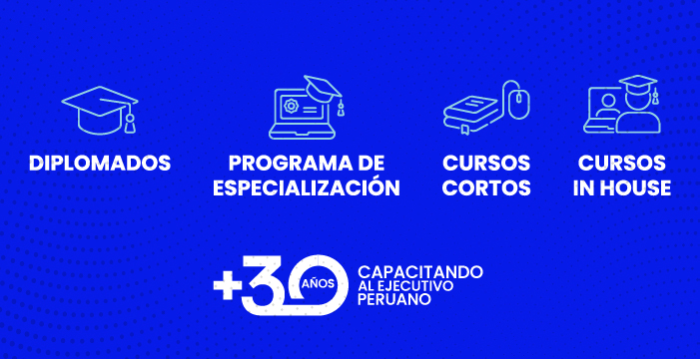 DIPLOMADOS
PROGRAMA DE
ESPECIALIZACIÓN
CURSOS
CORTOS
CURSOS
IN HOUSE
+30
AÑOS
CAPACITANDO
AL EJECUTIVO
PERUANO